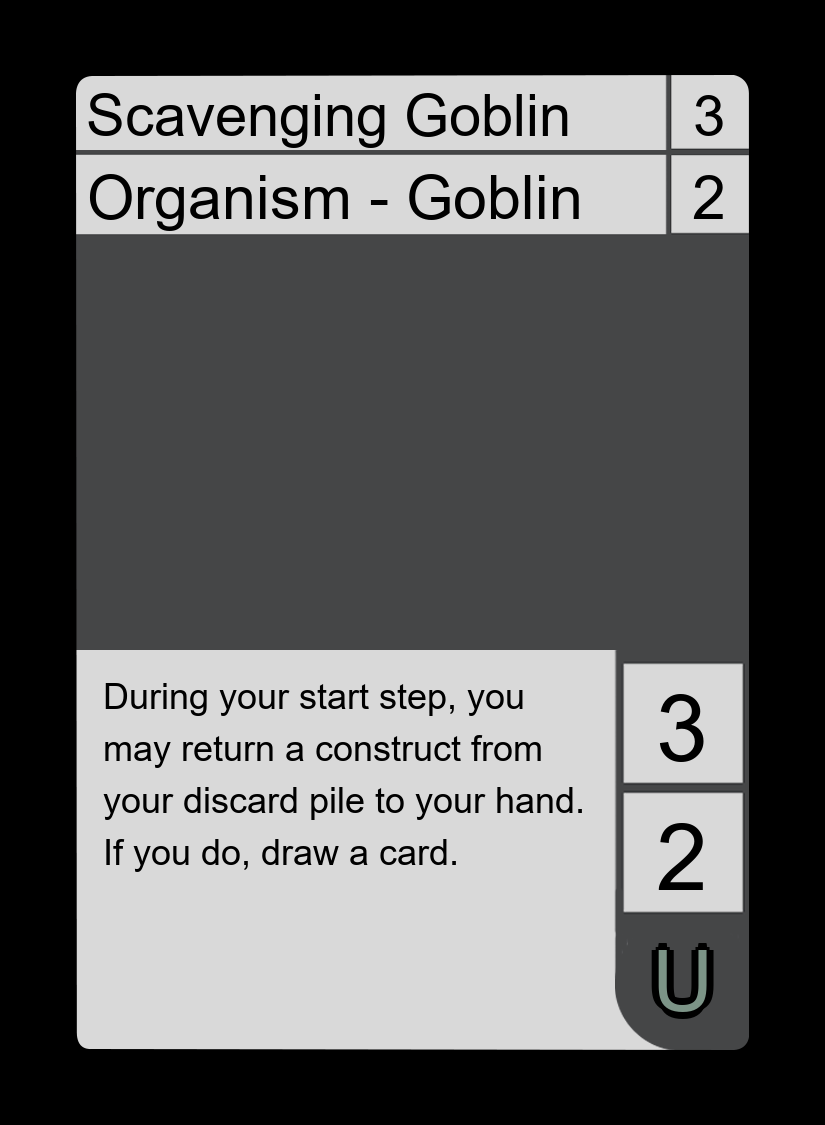 Scavenging Goblin 3
Organism - Goblin 2
During your start step, you
may return a construct from
your discard pile to your hand.
If you do, draw a card.
3
2
U